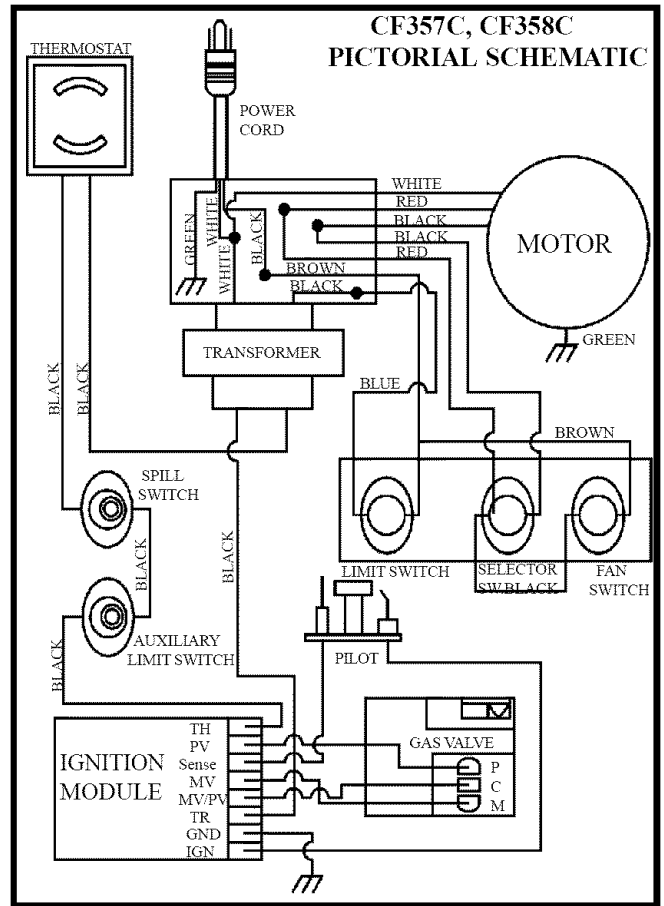 CF357C, CF358C
PICTORIAL SCHEMATIC
THERMOSTAT
POWER
CORD
WHITE
RED
BLACK
BLACK
RED
MOTOR
GREEN
WHITE
WHITE
BLACK
BROWN
BLACK
GREEN
TRANSFORMER
BLUE
BROWN
BLACK
BLACK
SPILL
SWITCH
BLACK
BLACK
LIMIT SWITCH
SELECTOR
SW.BLACK
FAN
SWITCH
AUXILIARY
LIMIT SWITCH
BLACK
PILOT
IGNITION
MODULE
TH
PV
Sense
MV
MV/PV
TR
GND
IGN
GAS VALVE
P
C
M